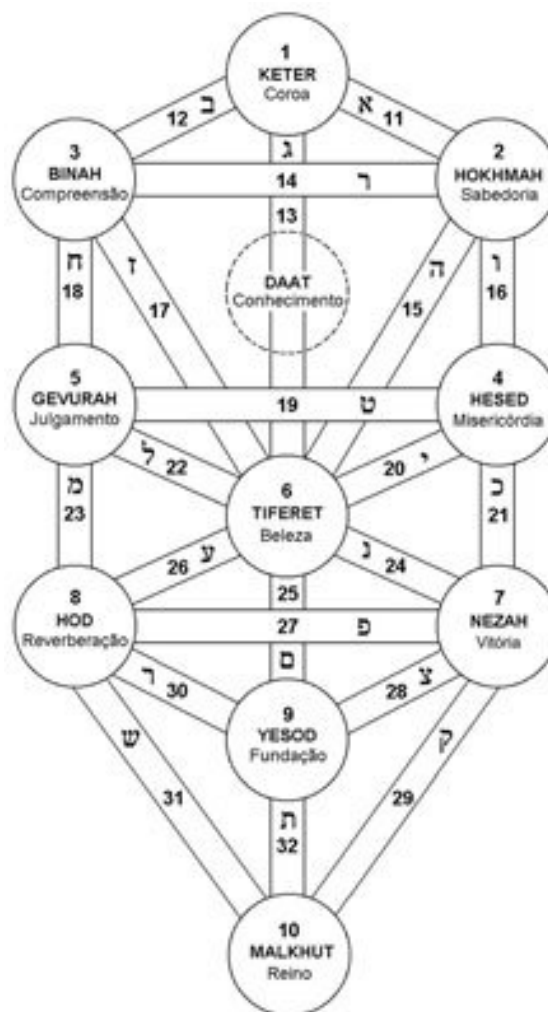 1
KETER
Coroa
ב
12
א
11
3
BINAH
Compreensão
ג
14
ר
13
2
HOKHMAH
Sabedoria
ח
18
ז
17
DAAT
Conhecimento
ה
15
ו
16
5
GEVURAH
Julgamento
19
ט
4
HESED
Misericórdia
ל
22
י
20
מ
23
6
TIFERET
Beleza
כ
21
ע
26
נ
24
25
8
HOD
Reverberação
27
פ
7
NEZAH
Vitória
ם
ר
30
צ
28
9
YESOD
Fundação
ש
31
ק
29
ת
32
10
MALKHUT
Reino